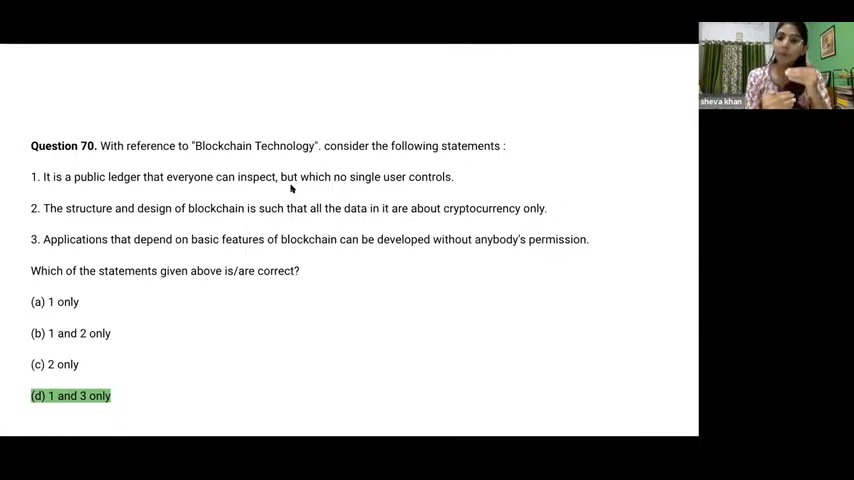 sheva khan
Question 70. With reference to "Blockchain Technology". consider the following statements :
1. It is a public ledger that everyone can inspect, but which no single user controls.
2. The structure and design of blockchain is such that all the data in it are about cryptocurrency only.
3. Applications that depend on basic features of blockchain can be developed without anybody's permission.
Which of the statements given above is/are correct?
(a) 1 only
(b) 1 and 2 only
(c) 2 only
(d) 1 and 3 only